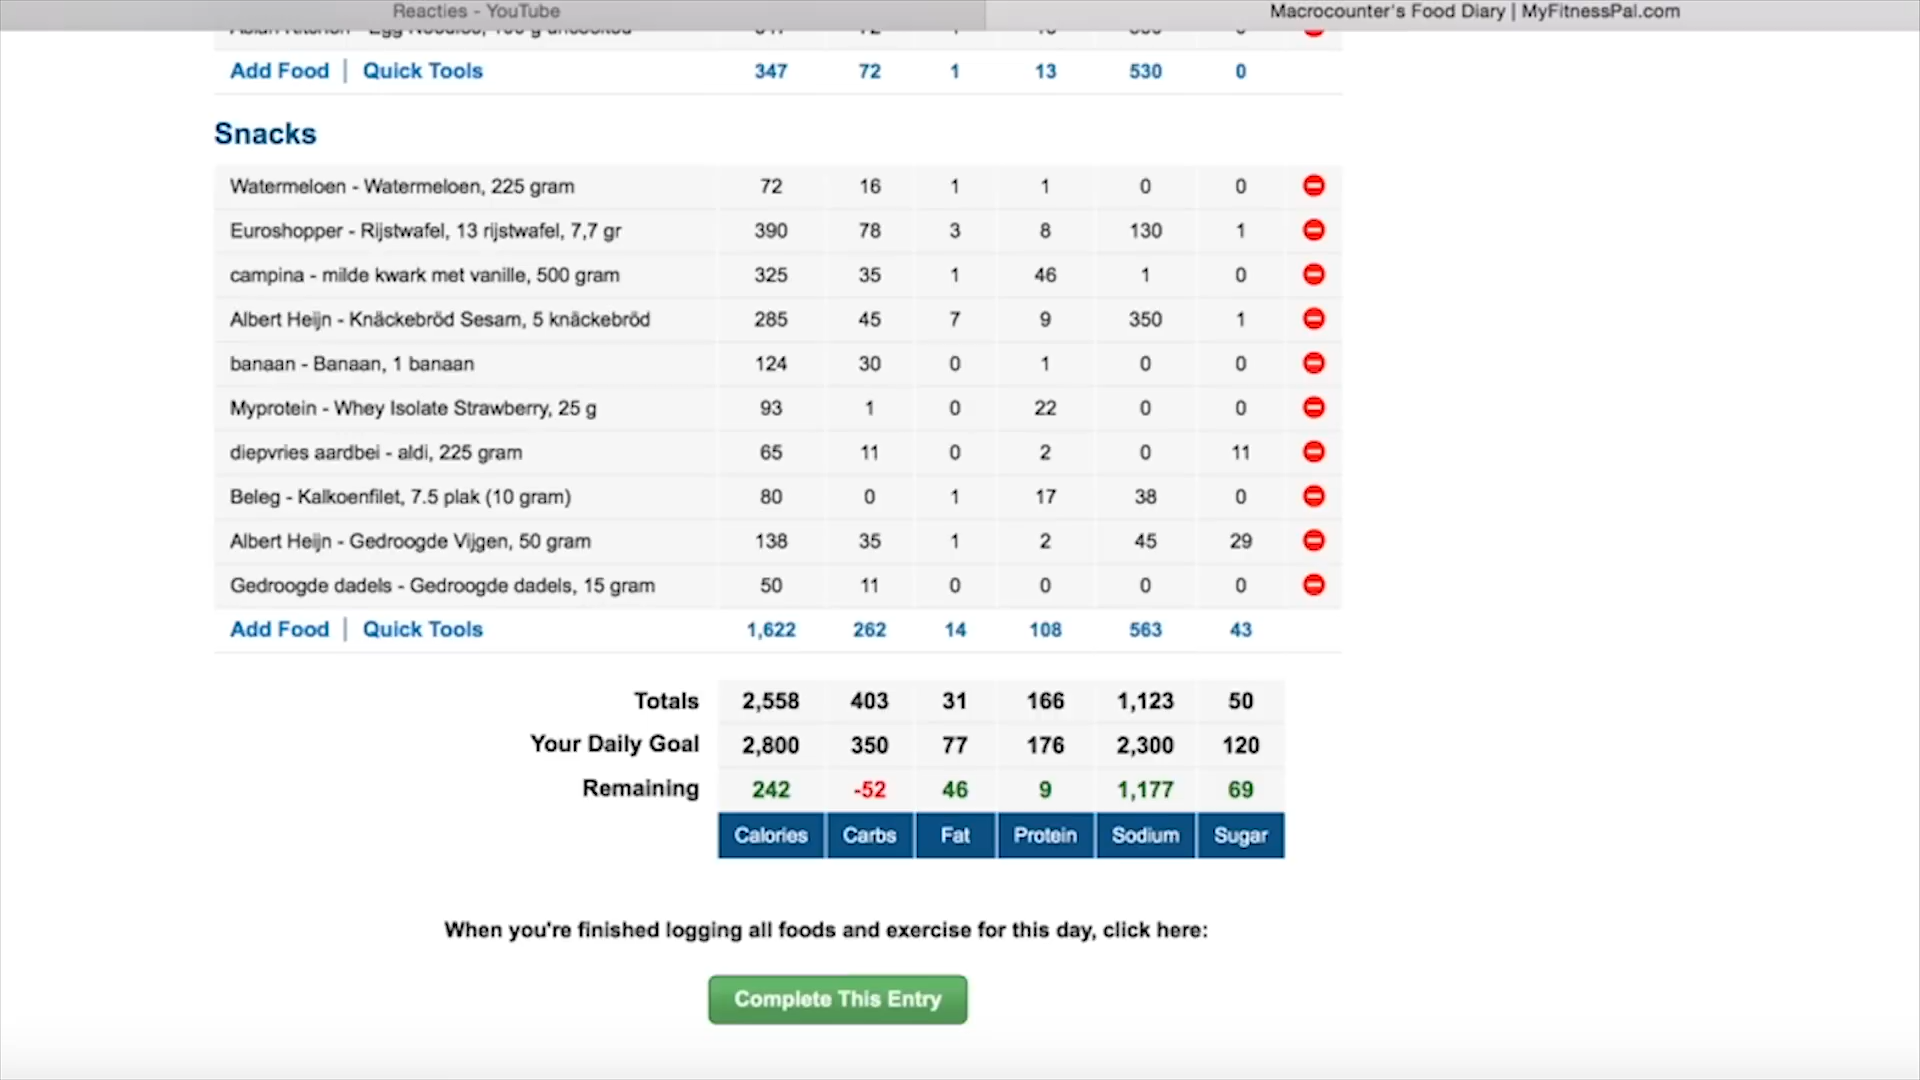 Reacties - YouTube Macrocounter's Food Diary | MyFitnessPal.com
Add Food | Quick Tools 347 72 1 13 530 0
Snacks
Watermeloen - Watermeloen, 225 gram 72 16 1 1 0 0
Euroshopper - Rijstwafel, 13 rijstwafel, 7,7 gr 390 78 3 8 130 1
campina - milde kwark met vanille, 500 gram 325 35 1 46 1 0
Albert Heijn - Knäckebröd Sesam, 5 knäckebröd 285 45 7 9 350 1
banaan - Banaan, 1 banaan 124 30 0 1 0 0
Myprotein - Whey Isolate Strawberry, 25 g 93 1 0 22 0 0
diepvries aardbei - aldi, 225 gram 65 11 0 2 0 11
Beleg - Kalkoenfilet, 7.5 plak (10 gram) 80 0 1 17 38 0
Albert Heijn - Gedroogde Vijgen, 50 gram 138 35 1 2 45 29
Gedroogde dadels - Gedroogde dadels, 15 gram 50 11 0 0 0 0
Add Food | Quick Tools 1,622 262 14 108 563 43
Totals 2,558 403 31 166 1,123 50
Your Daily Goal 2,800 350 77 176 2,300 120
Remaining 242 -52 46 9 1,177 69
Calories Carbs Fat Protein Sodium Sugar
When you're finished logging all foods and exercise for this day, click here:
Complete This Entry